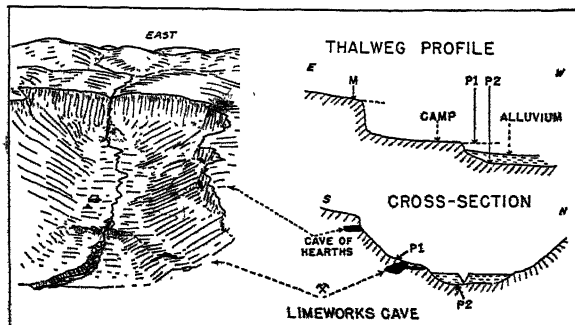 EAST
THALWEG PROFILE
E
W
M
P1 P2
CAMP
ALLUVIUM
CROSS-SECTION
S
N
CAVE OF
HEARTHS
P1
P2
LIMEWORKS CAVE